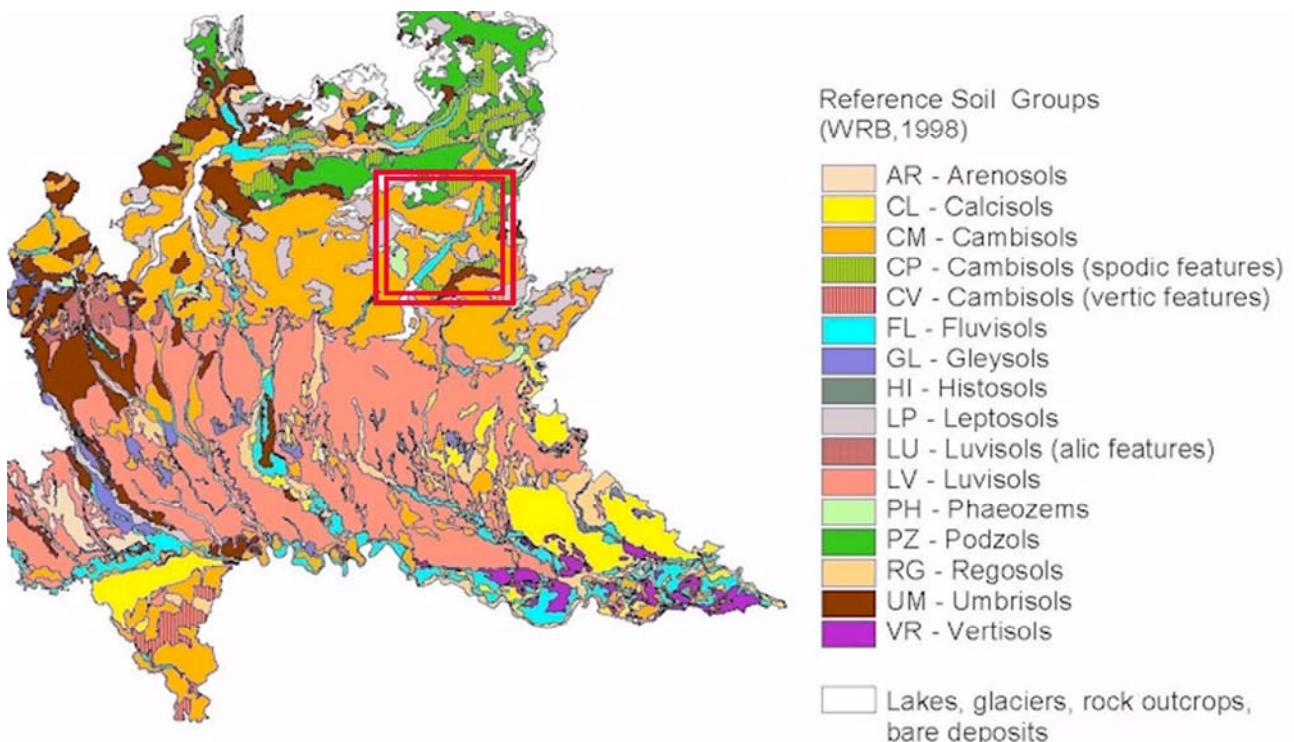 Reference Soil Groups
(WRB,1998)
AR - Arenosols
CL - Calcisols
CM - Cambisols
CP - Cambisols (spodic features)
CV - Cambisols (vertic features)
FL - Fluvisols
GL - Gleysols
HI - Histosols
LP - Leptosols
LU - Luvisols (alic features)
LV - Luvisols
PH - Phaeozems
PZ - Podzols
RG - Regosols
UM - Umbrisols
VR - Vertisols
Lakes, glaciers, rock outcrops,
bare deposits